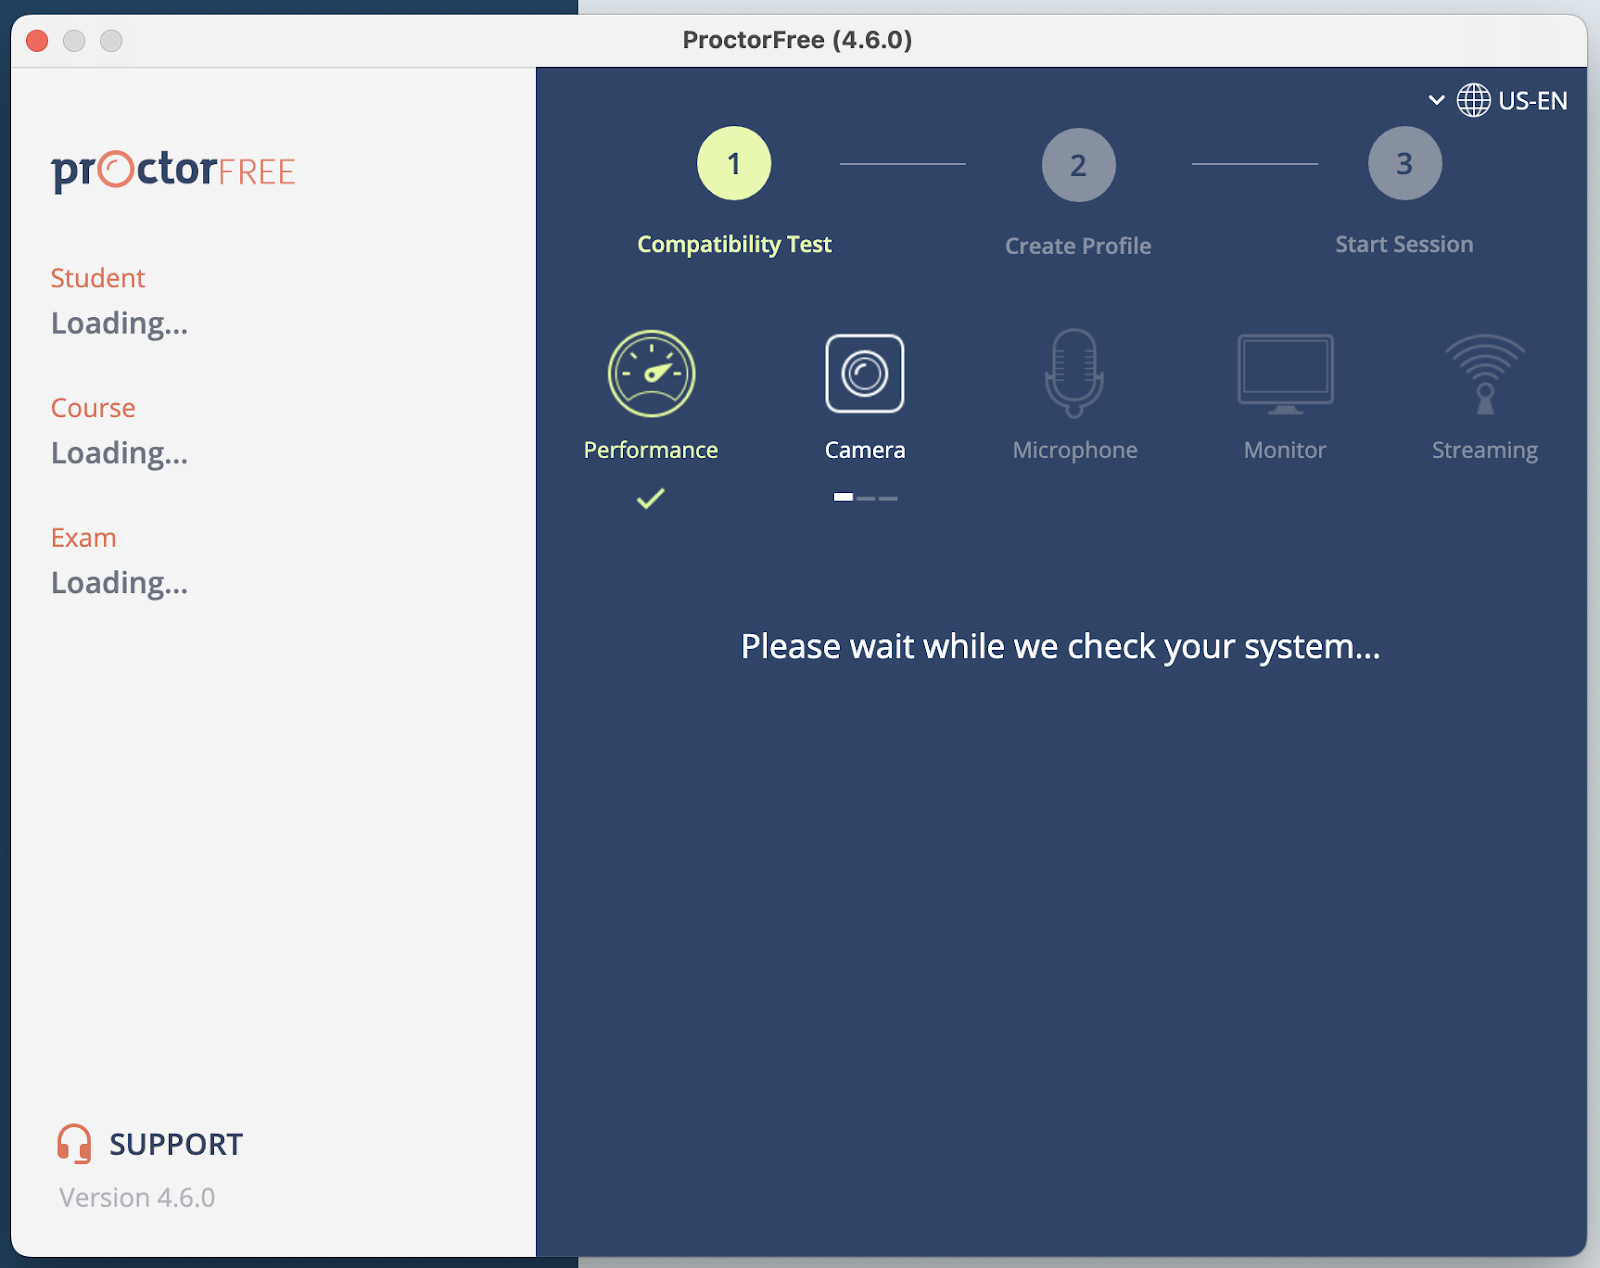 ProctorFree (4.6.0)
proctorFREE
Student
Loading...
Course
Loading...
Exam
Loading...
SUPPORT
Version 4.6.0
US-EN
1
2
3
Compatibility Test
Create Profile
Start Session
Performance
Camera
Microphone
Monitor
Streaming
Please wait while we check your system...